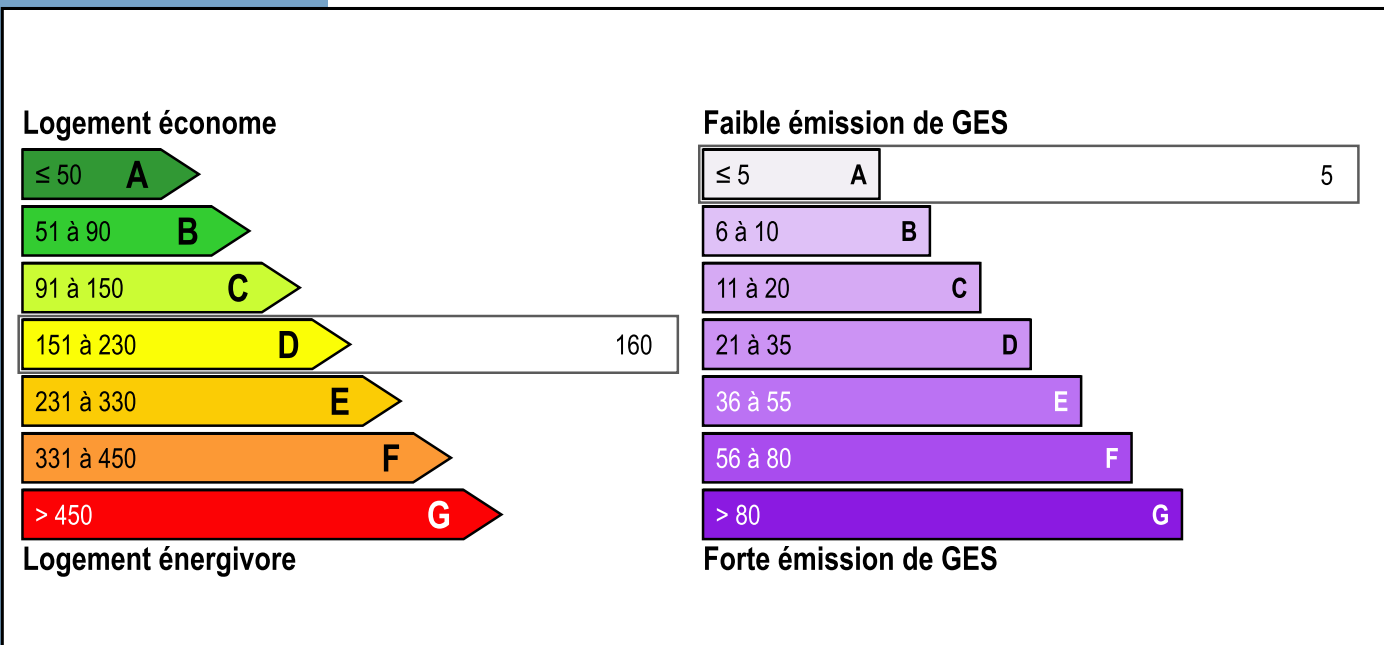 Logement économe
≤ 50 A
51 à 90 B
91 à 150 C
151 à 230 D 160
231 à 330 E
331 à 450 F
> 450 G
Logement énergivore
Faible émission de GES
≤ 5 A 5
6 à 10 B
11 à 20 C
21 à 35 D
36 à 55 E
56 à 80 F
> 80 G
Forte émission de GES